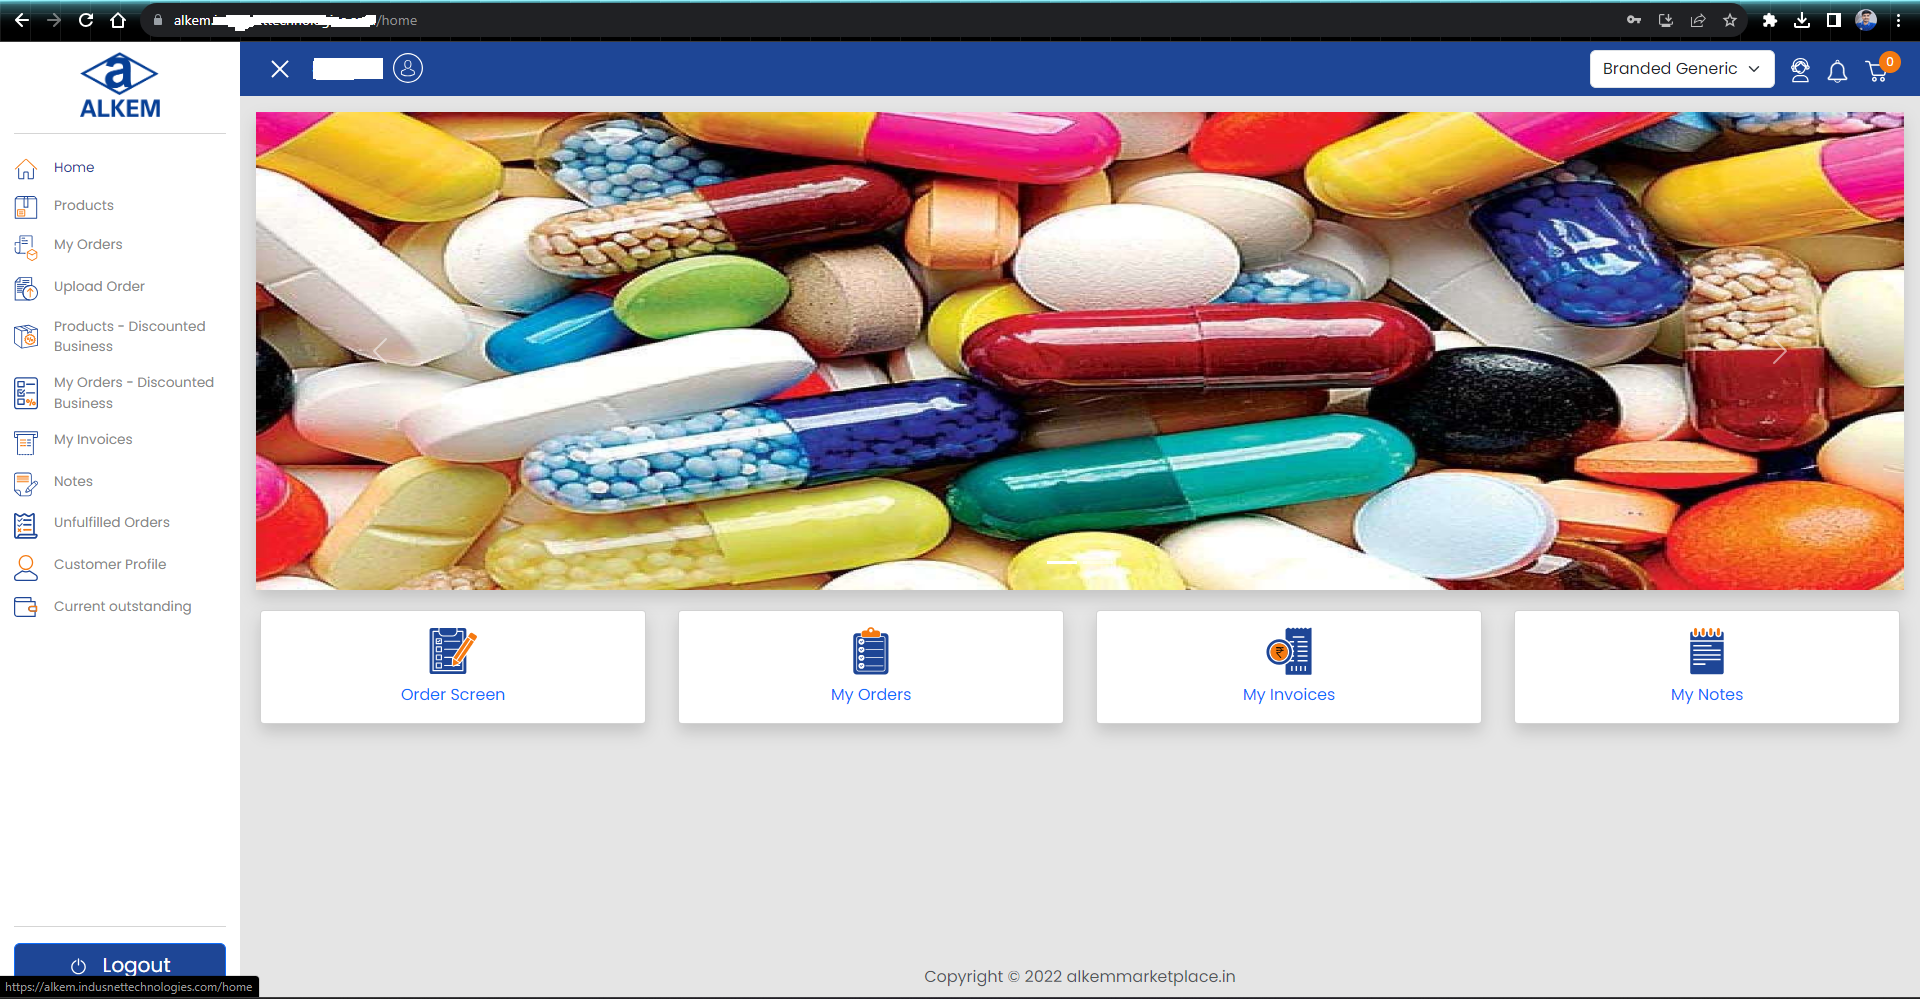 alkem.
/home
a
ALKEM
Branded Generic
0
Home
Products
My Orders
Upload Order
Products - Discounted
Business
My Orders - Discounted
Business
My Invoices
Notes
Unfulfilled Orders
Customer Profile
Current outstanding
Order Screen
My Orders
₹
My Invoices
My Notes
Logout
Copyright © 2022 alkemmarketplace.in
https://alkem.indusnettechnologies.com/home